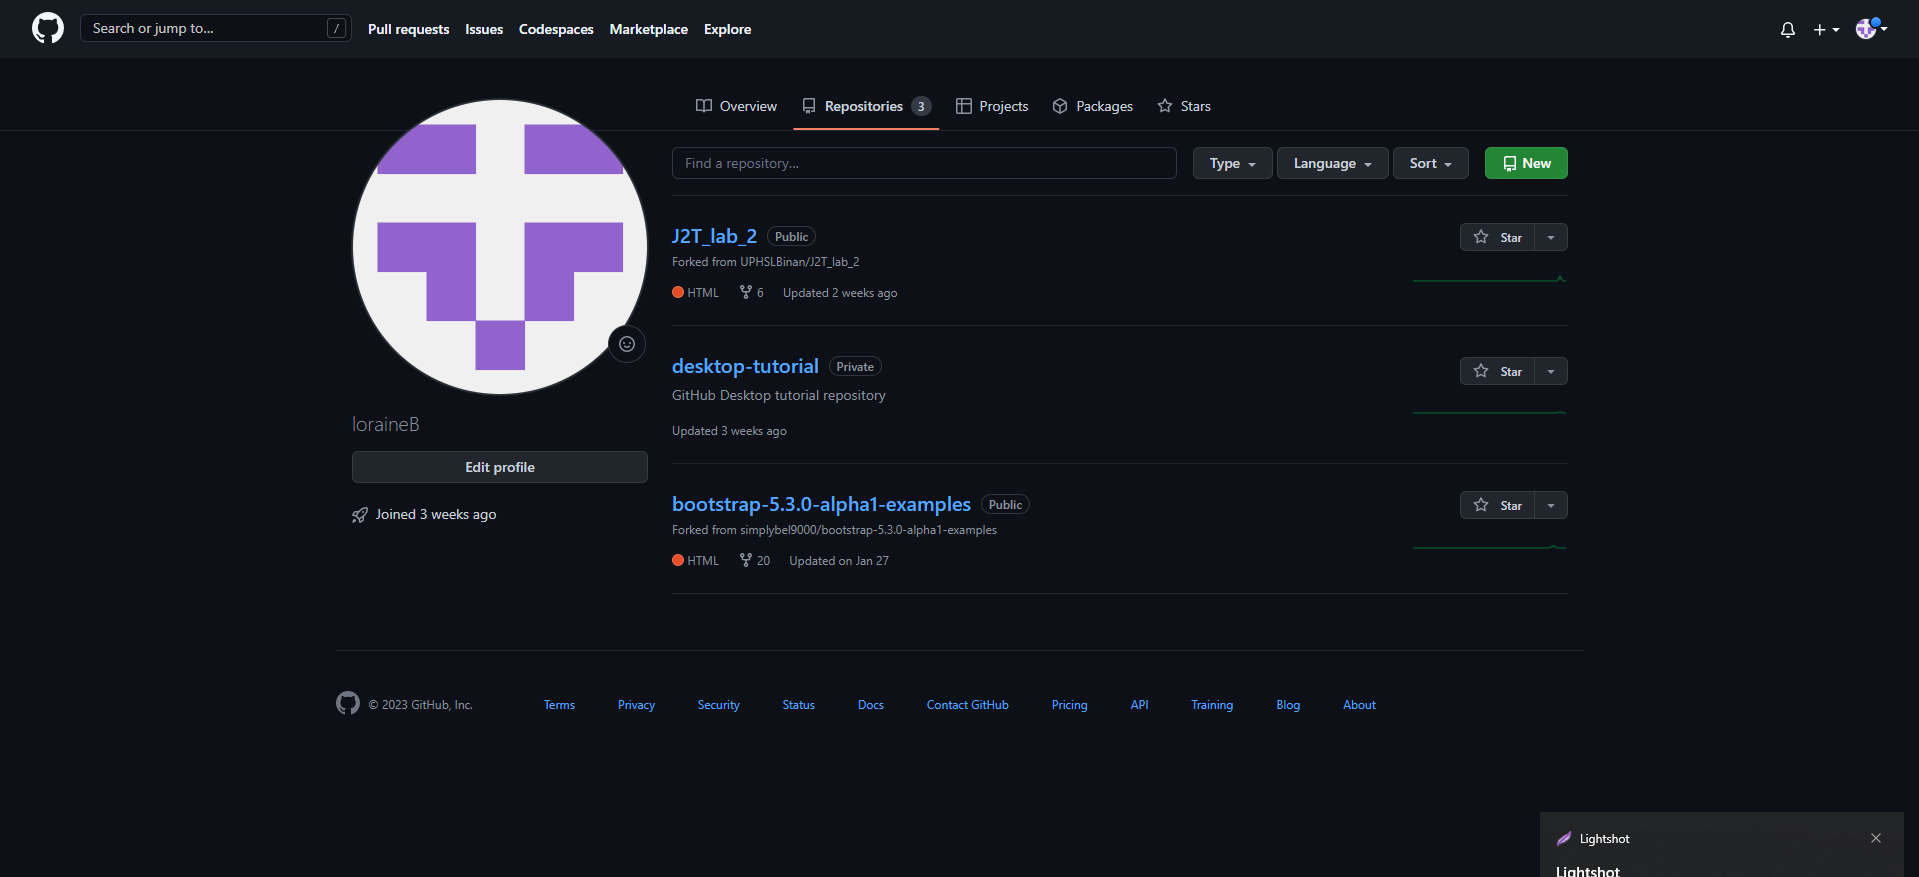 Search or jump to... /
Pull requests Issues Codespaces Marketplace Explore
Overview Repositories 3 Projects Packages Stars
Find a repository... Type Language Sort New
J2T_lab_2 Public Star
Forked from UPHSLBinan/J2T_lab_2
HTML 6 Updated 2 weeks ago
desktop-tutorial Private Star
GitHub Desktop tutorial repository
Updated 3 weeks ago
loraineB
Edit profile
Joined 3 weeks ago
bootstrap-5.3.0-alpha1-examples Public Star
Forked from simplybel9000/bootstrap-5.3.0-alpha1-examples
HTML 20 Updated on Jan 27
© 2023 GitHub, Inc. Terms Privacy Security Status Docs Contact GitHub Pricing API Training Blog About
Lightshot
Lightshot